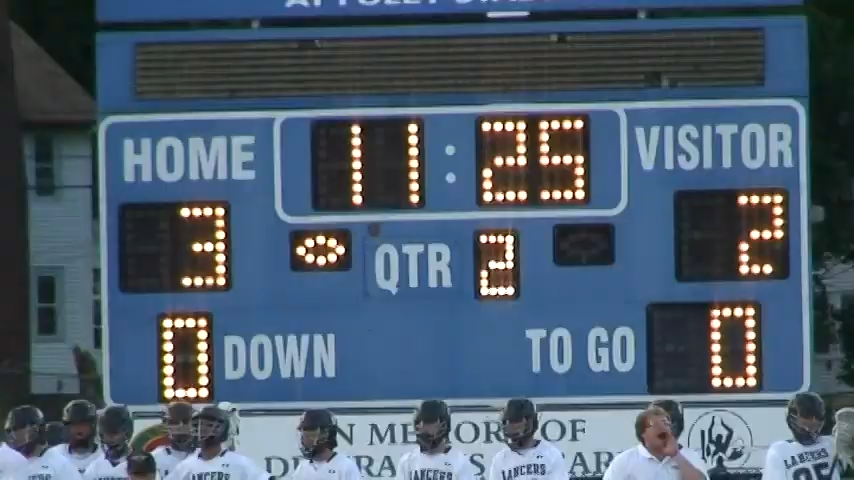 HOME 11:25 VISITOR
3 QTR 2 2
0 DOWN TO GO 0
IN MEMORY OF
LANCERS LANCERS LANCERS LANCERS